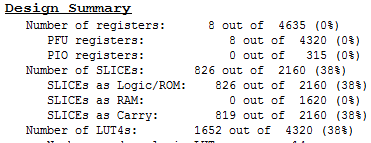 Design Summary
Number of registers: 8 out of 4635 (0%)
PFU registers: 8 out of 4320 (0%)
PIO registers: 0 out of 315 (0%)
Number of SLICEs: 826 out of 2160 (38%)
SLICEs as Logic/ROM: 826 out of 2160 (38%)
SLICEs as RAM: 0 out of 1620 (0%)
SLICEs as Carry: 819 out of 2160 (38%)
Number of LUT4s: 1652 out of 4320 (38%)